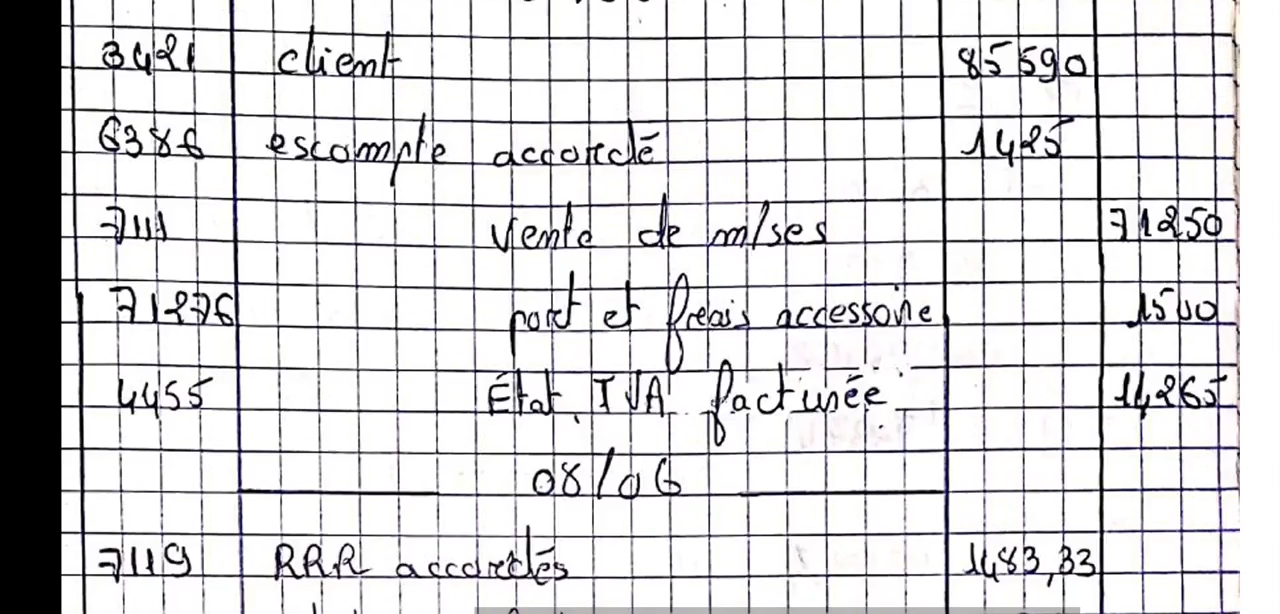 3421 client 85590
6386 escompte accordé 1425
7111 Vente de m/ses 71250
71276 port et frais accessoire 1500
4455 État, TVA facturée 14265
08/06
7119 RRR accordés 1483,33